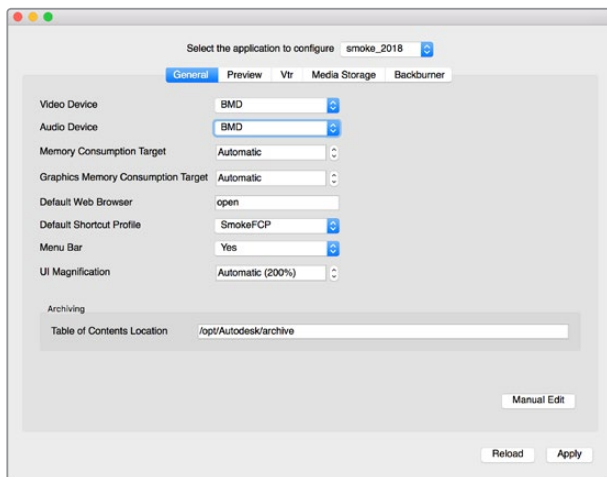 Select the application to configure smoke_2018
General Preview Vtr Media Storage Backburner
Video Device BMD
Audio Device BMD
Memory Consumption Target Automatic
Graphics Memory Consumption Target Automatic
Default Web Browser open
Default Shortcut Profile SmokeFCP
Menu Bar Yes
UI Magnification Automatic (200%)
Archiving
Table of Contents Location /opt/Autodesk/archive
Manual Edit
Reload Apply